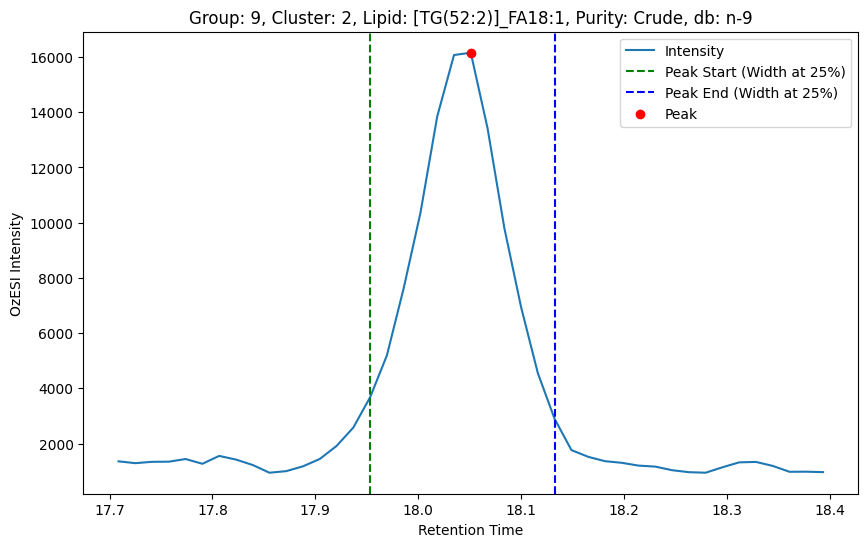 Group: 9, Cluster: 2, Lipid: [TG(52:2)]_FA18:1, Purity: Crude, db: n-9
Intensity
Peak Start (Width at 25%)
Peak End (Width at 25%)
Peak
16000
14000
12000
10000
8000
6000
4000
2000
OzESI Intensity
17.7 17.8 17.9 18.0 18.1 18.2 18.3 18.4
Retention Time